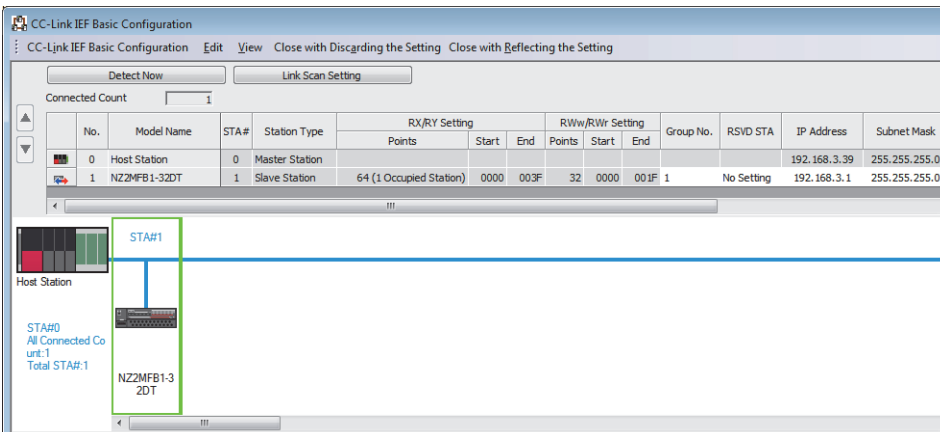 CC-Link IEF Basic Configuration
CC-Link IEF Basic Configuration Edit View Close with Discarding the Setting Close with Reflecting the Setting
Detect Now Link Scan Setting
Connected Count 1
No. Model Name STA# Station Type RX/RY Setting RWw/RWr Setting Group No. RSVD STA IP Address Subnet Mask
Points Start End Points Start End
0 Host Station 0 Master Station 192.168.3.39 255.255.255.0
1 NZ2MFB1-32DT 1 Slave Station 64 (1 Occupied Station) 0000 003F 32 0000 001F 1 No Setting 192.168.3.1 255.255.255.0
STA#1
Host Station
STA#0
All Connected Co
unt:1
Total STA#:1
NZ2MFB1-3
2DT